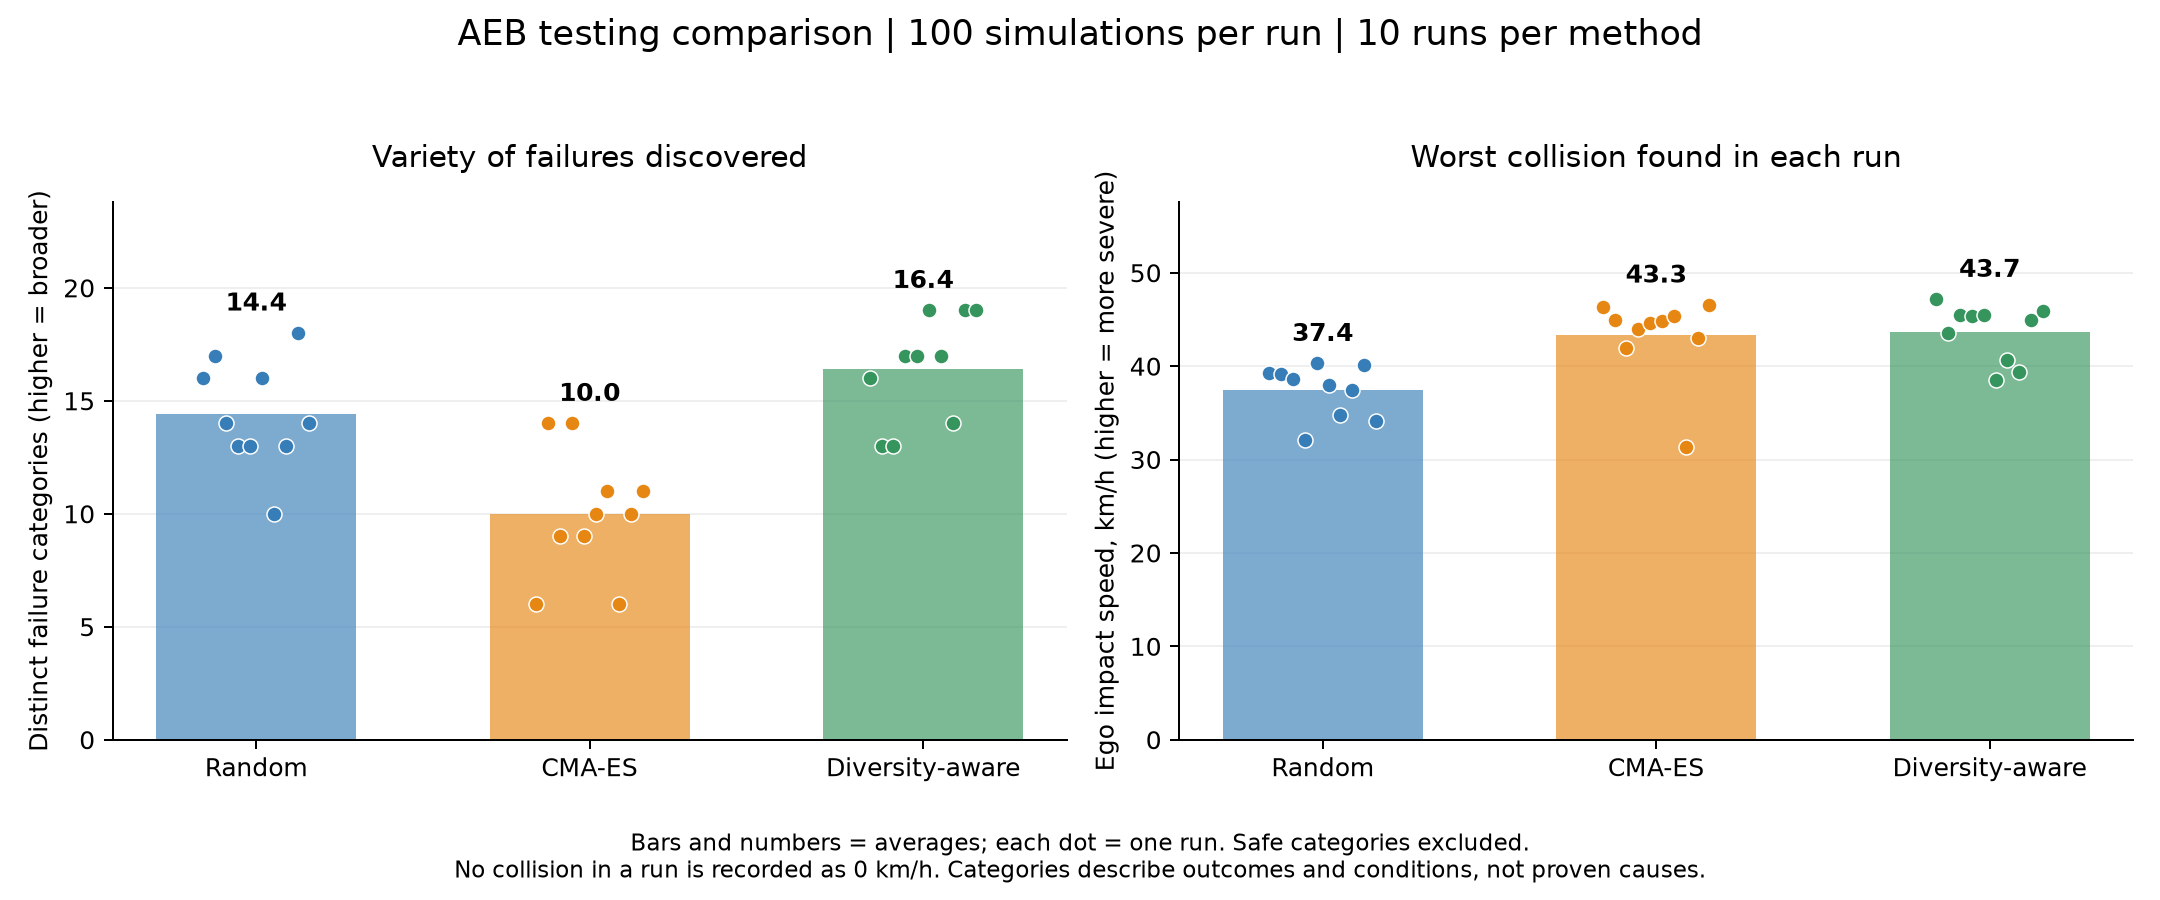 AEB testing comparison | 100 simulations per run | 10 runs per method
Variety of failures discovered
Distinct failure categories (higher = broader)
20
15
10
5
0
14.4
10.0
16.4
Random
CMA-ES
Diversity-aware
Worst collision found in each run
Ego impact speed, km/h (higher = more severe)
50
40
30
20
10
0
37.4
43.3
43.7
Random
CMA-ES
Diversity-aware
Bars and numbers = averages; each dot = one run. Safe categories excluded.
No collision in a run is recorded as 0 km/h. Categories describe outcomes and conditions, not proven causes.